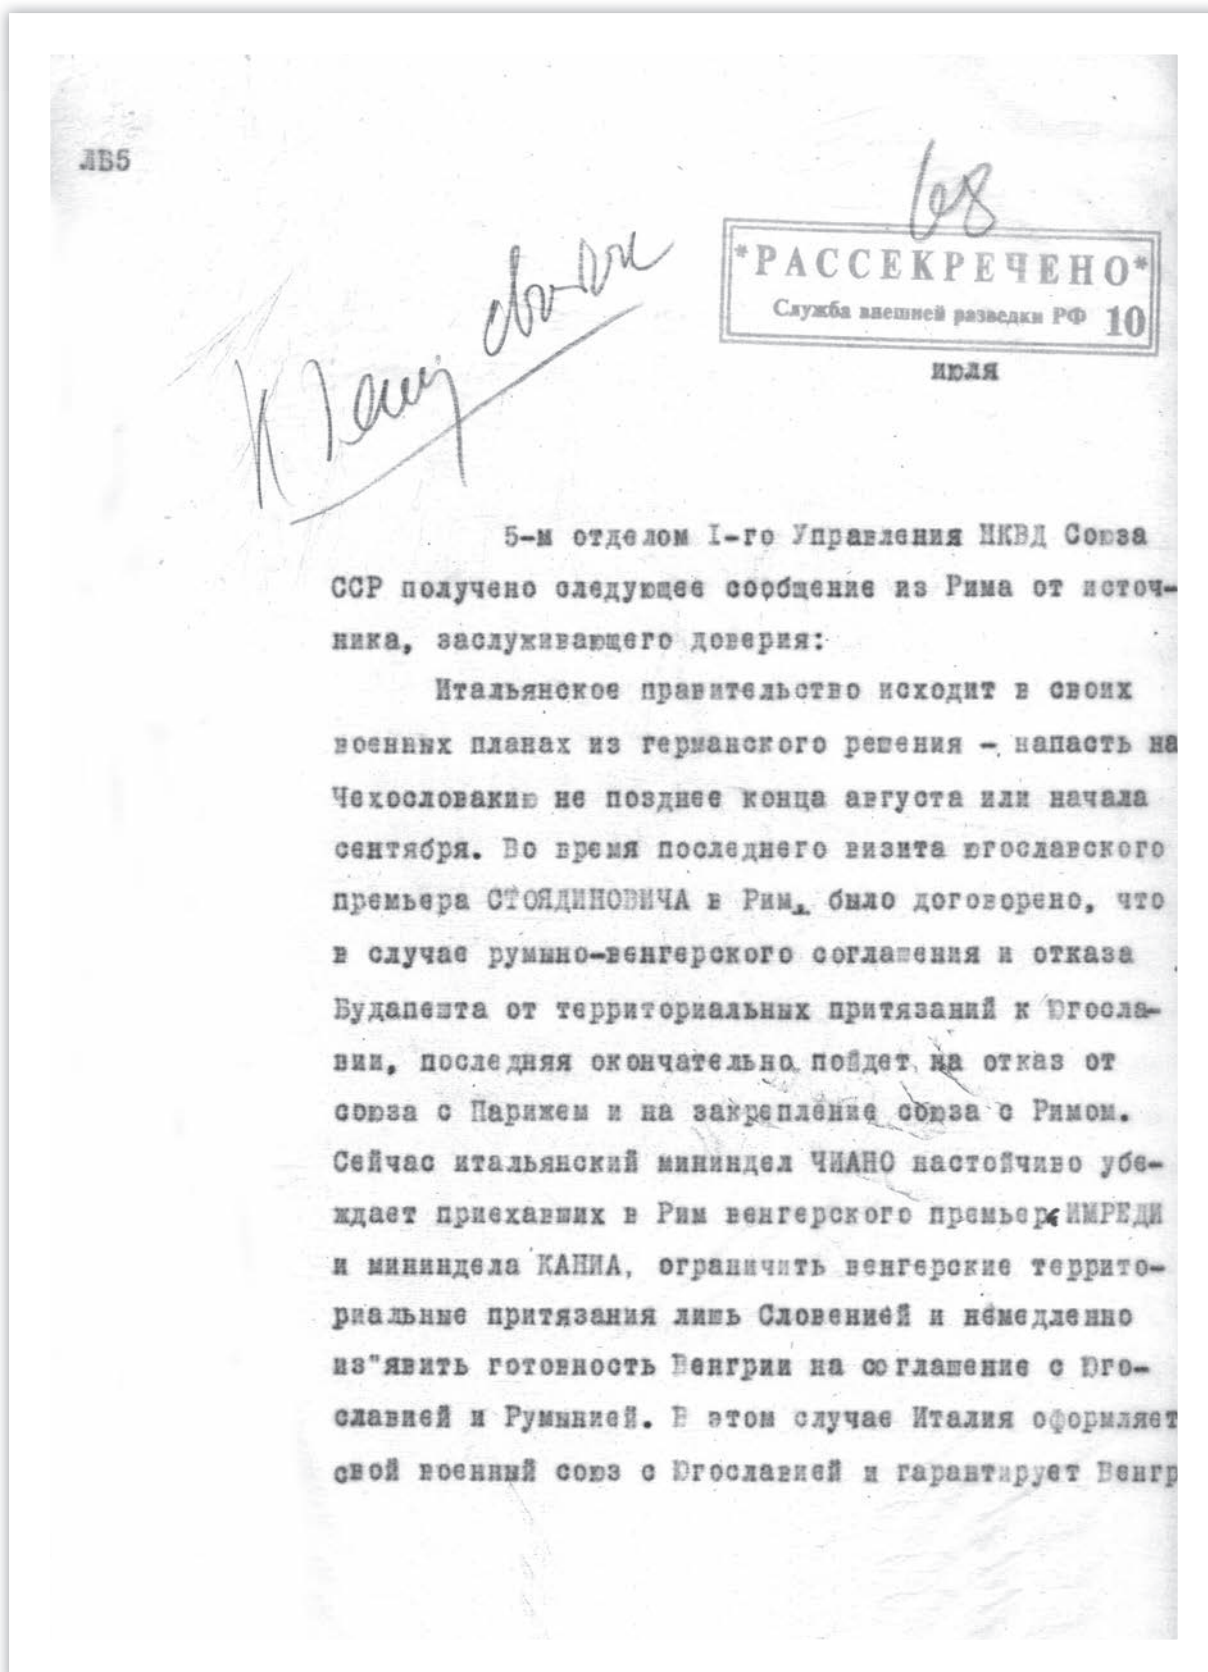 ЛБ5
68
*РАССЕКРЕЧЕНО*
Служба внешней разведки РФ 10
июля
К
5-м отделом I-го Управления НКВД Союза
ССР получено следующее сообщение из Рима от источ-
ника, заслуживающего доверия:
Итальянское правительство исходит в своих
военных планах из германского решения - напасть на
Чехословакию не позднее конца августа или начала
сентября. Во время последнего визита югославского
премьера СТОЯДИНОВИЧА в Рим, было договорено, что
в случае румыно-венгерского соглашения и отказа
Будапешта от территориальных притязаний к Югосла-
вии, последняя окончательно пойдет на отказ от
союза с Парижем и на закрепление союза с Римом.
Сейчас итальянский мининдел ЧИАНО настойчиво убе-
ждает приехавших в Рим венгерского премьера ИМРЕДИ
и мининдела КАНИА, ограничить венгерские террито-
риальные притязания лишь Словенией и немедленно
из"явить готовность Венгрии на соглашение с Юго-
славией и Румынией. В этом случае Италия оформляет
свой военный союз с Югославией и гарантирует Венгр